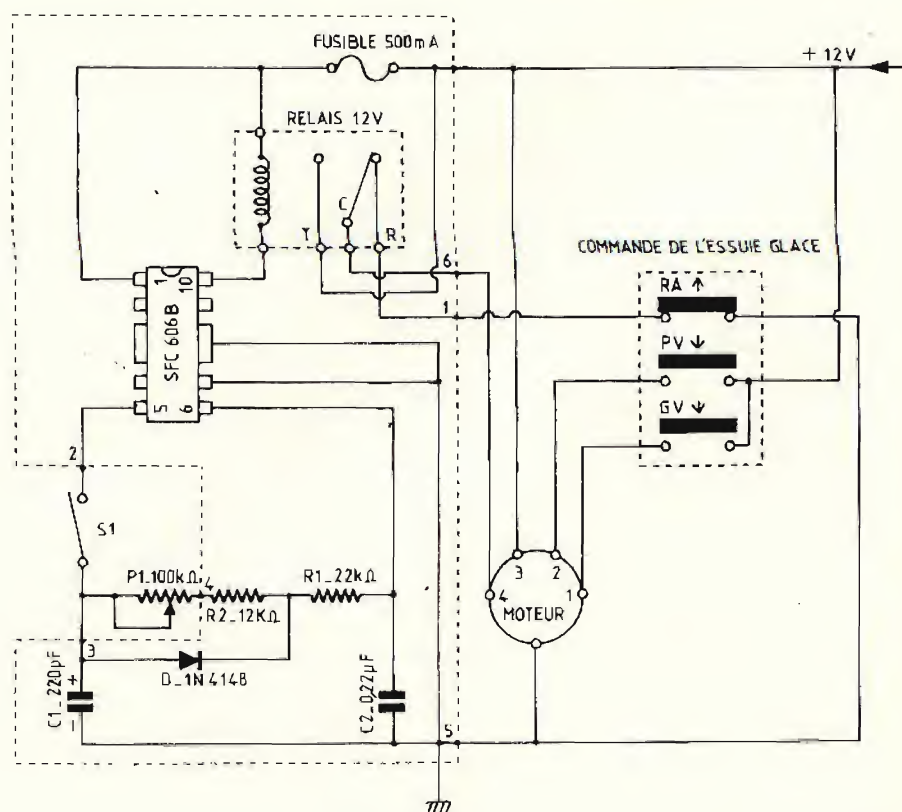 FUSIBLE 500mA
+ 12V
RELAIS 12V
C
T R
6
1
COMMANDE DE L'ESSUIE GLACE
RA ↑
PV ↓
GV ↓
1 10
SFC 606B
5 6
2
S1
P1_100kΩ
4
R2_12KΩ
R1_22kΩ
3
D_1N 4148
C1_220µF
+
-
C2_0,22µF
5
3 2
4 1
MOTEUR